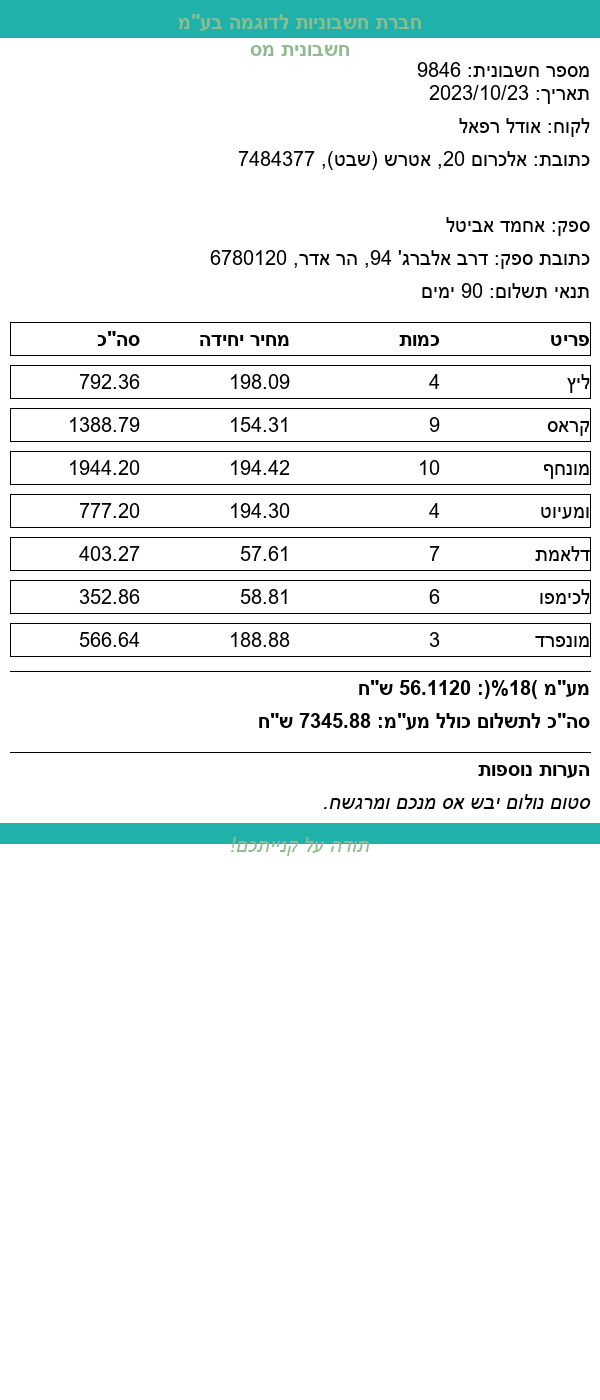 חברת חשבוניות לדוגמה בע"מ
חשבונית מס
מספר חשבונית: 9846
תאריך: 2023/10/23
לקוח: אודל רפאל
כתובת: אלכרום 20, אטרש (שבט), 7484377
ספק: אחמד אביטל
כתובת ספק: דרב אלברג' 94, הר אדר, 6780120
תנאי תשלום: 90 ימים
פריט כמות מחיר יחידה סה"כ
ליץ 4 198.09 792.36
קראס 9 154.31 1388.79
מונחף 10 194.42 1944.20
ומעיוט 4 194.30 777.20
דלאמת 7 57.61 403.27
לכימפו 6 58.81 352.86
מונפרד 3 188.88 566.64
מע"מ )18%(: 56.1120 ש"ח
סה"כ לתשלום כולל מע"מ: 7345.88 ש"ח
הערות נוספות
סטום נולום יבש אס מנכם ומרגשח.
תודה על קנייתכם!